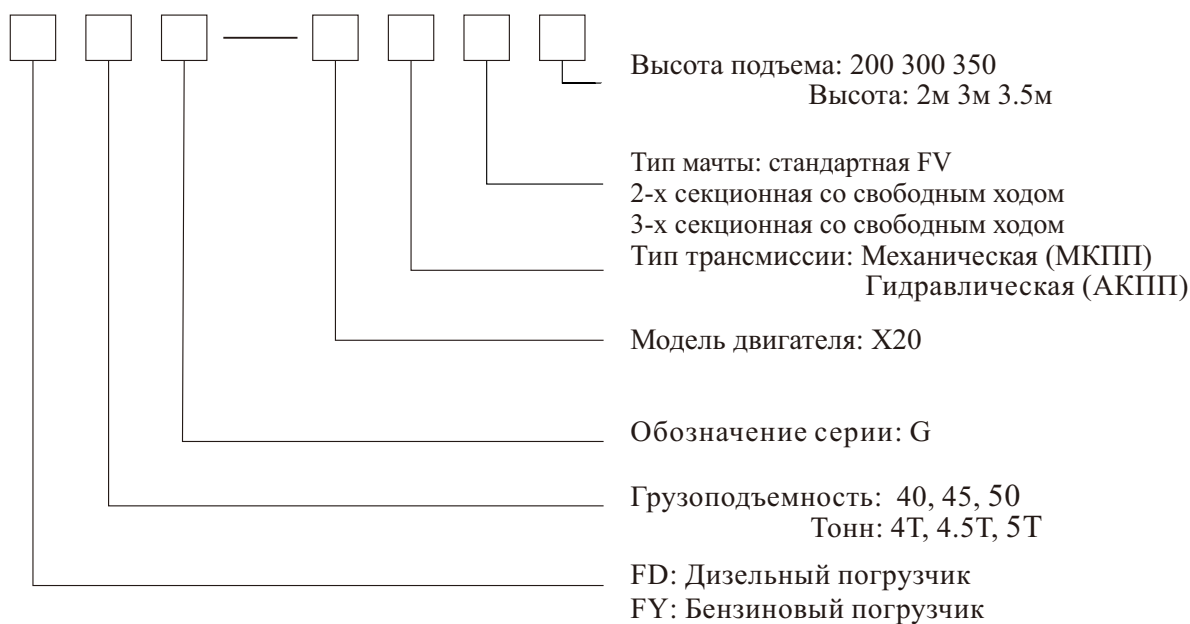 Высота подъема: 200 300 350
Высота: 2м 3м 3.5м
Тип мачты: стандартная FV
2-х секционная со свободным ходом
3-х секционная со свободным ходом
Тип трансмиссии: Механическая (МКПП)
Гидравлическая (АКПП)
Модель двигателя: X20
Обозначение серии: G
Грузоподъемность: 40, 45, 50
Тонн: 4T, 4.5T, 5T
FD: Дизельный погрузчик
FY: Бензиновый погрузчик